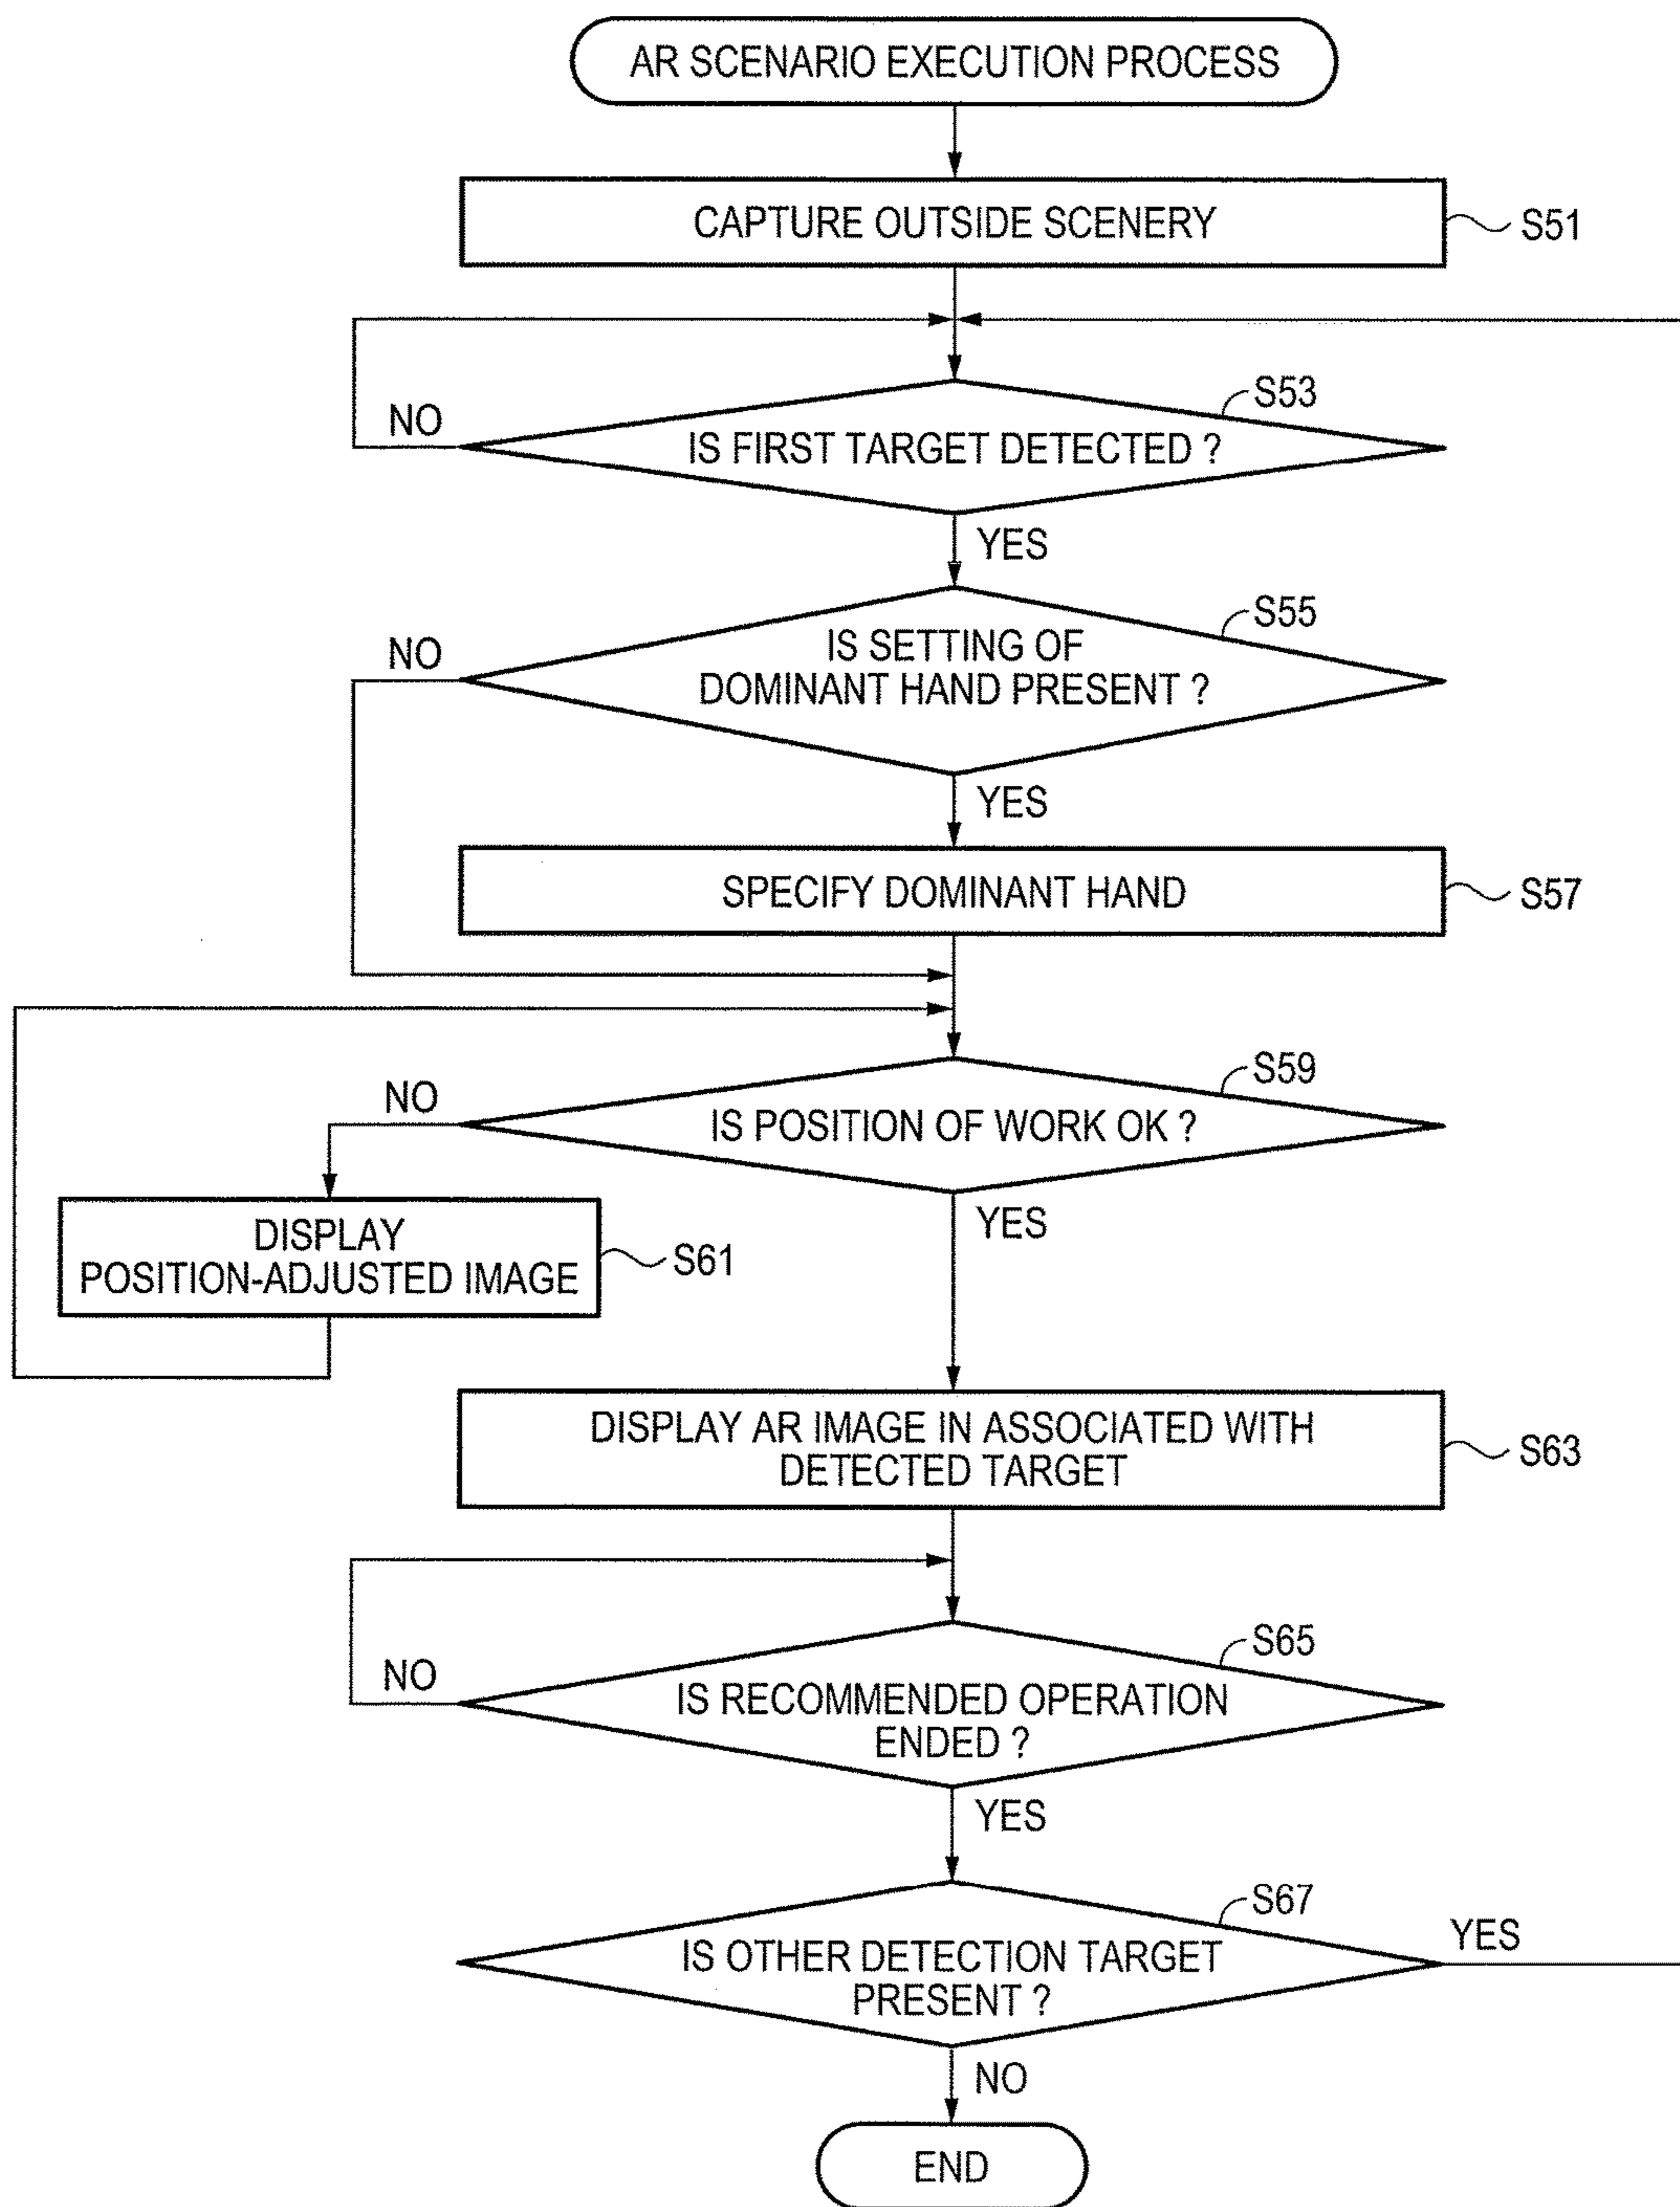 AR SCENARIO EXECUTION PROCESS
CAPTURE OUTSIDE SCENERY
S51
S53
NO
IS FIRST TARGET DETECTED ?
YES
S55
NO
IS SETTING OF
DOMINANT HAND PRESENT ?
YES
SPECIFY DOMINANT HAND
S57
S59
NO
IS POSITION OF WORK OK ?
YES
DISPLAY
POSITION-ADJUSTED IMAGE
S61
DISPLAY AR IMAGE IN ASSOCIATED WITH
DETECTED TARGET
S63
S65
NO
IS RECOMMENDED OPERATION
ENDED ?
YES
S67
YES
IS OTHER DETECTION TARGET
PRESENT ?
NO
END